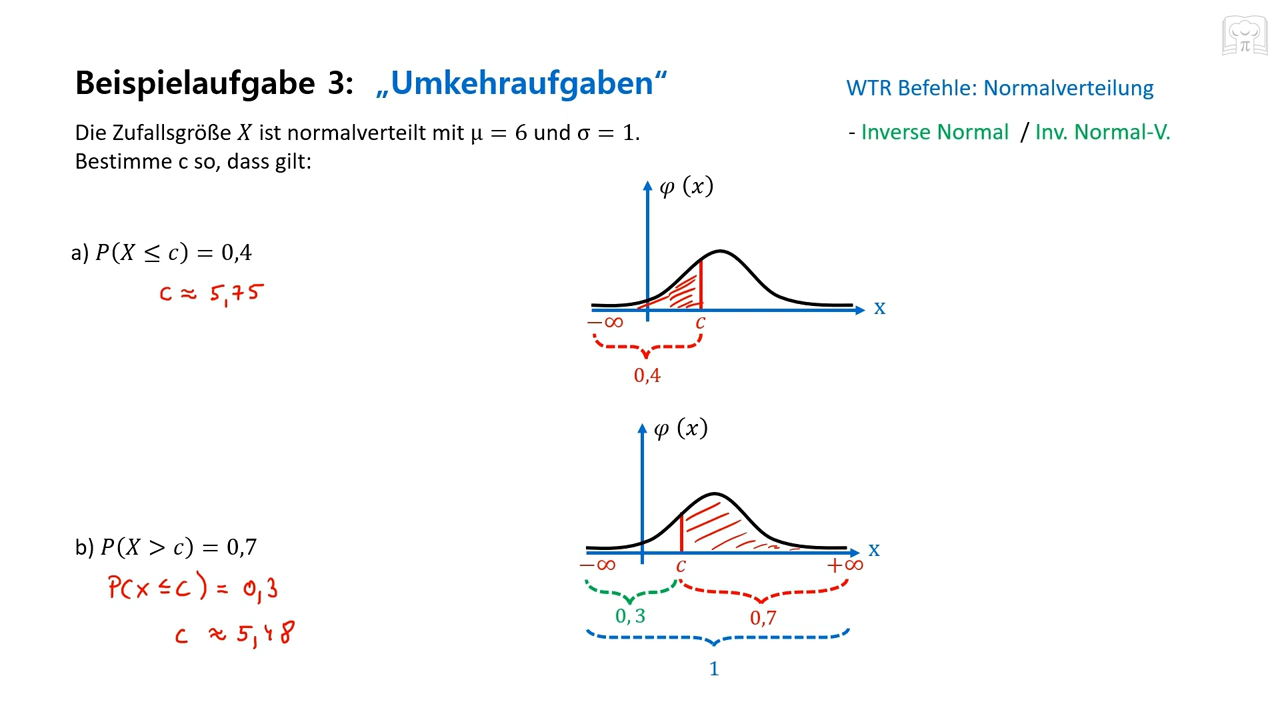 Beispielaufgabe 3: „Umkehraufgaben“
WTR Befehle: Normalverteilung
Die Zufallsgröße X ist normalverteilt mit μ = 6 und σ = 1.
- Inverse Normal / Inv. Normal-V.
Bestimme c so, dass gilt:
φ (x)
a) P(X ≤ c) = 0,4
c ≈ 5,75
x
−∞ c
0,4
φ (x)
b) P(X > c) = 0,7
x
−∞ c +∞
P(X ≤ c) = 0,3
0,3 0,7
c ≈ 5,48
1
π